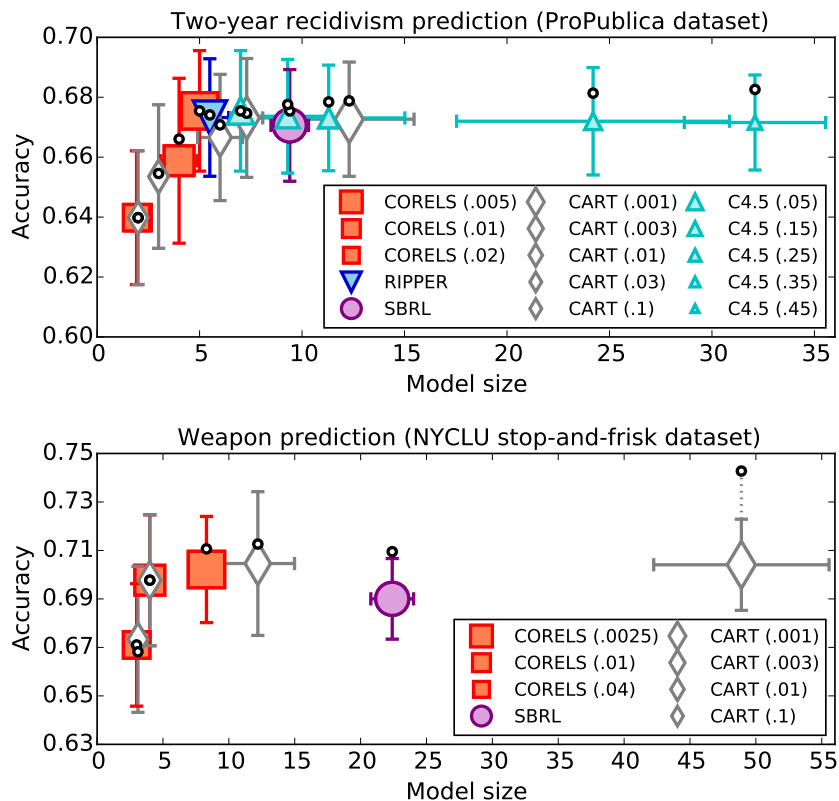 Two-year recidivism prediction (ProPublica dataset)
0.70
0.68
0.66
0.64
0.62
0.60
Accuracy
CORELS (.005)
CORELS (.01)
CORELS (.02)
RIPPER
SBRL
CART (.001)
CART (.003)
CART (.01)
CART (.03)
CART (.1)
C4.5 (.05)
C4.5 (.15)
C4.5 (.25)
C4.5 (.35)
C4.5 (.45)
0 5 10 15 20 25 30 35
Model size
Weapon prediction (NYCLU stop-and-frisk dataset)
0.75
0.73
0.71
0.69
0.67
0.65
0.63
Accuracy
CORELS (.0025)
CORELS (.01)
CORELS (.04)
SBRL
CART (.001)
CART (.003)
CART (.01)
CART (.1)
0 5 10 15 20 25 30 35 40 45 50 55
Model size